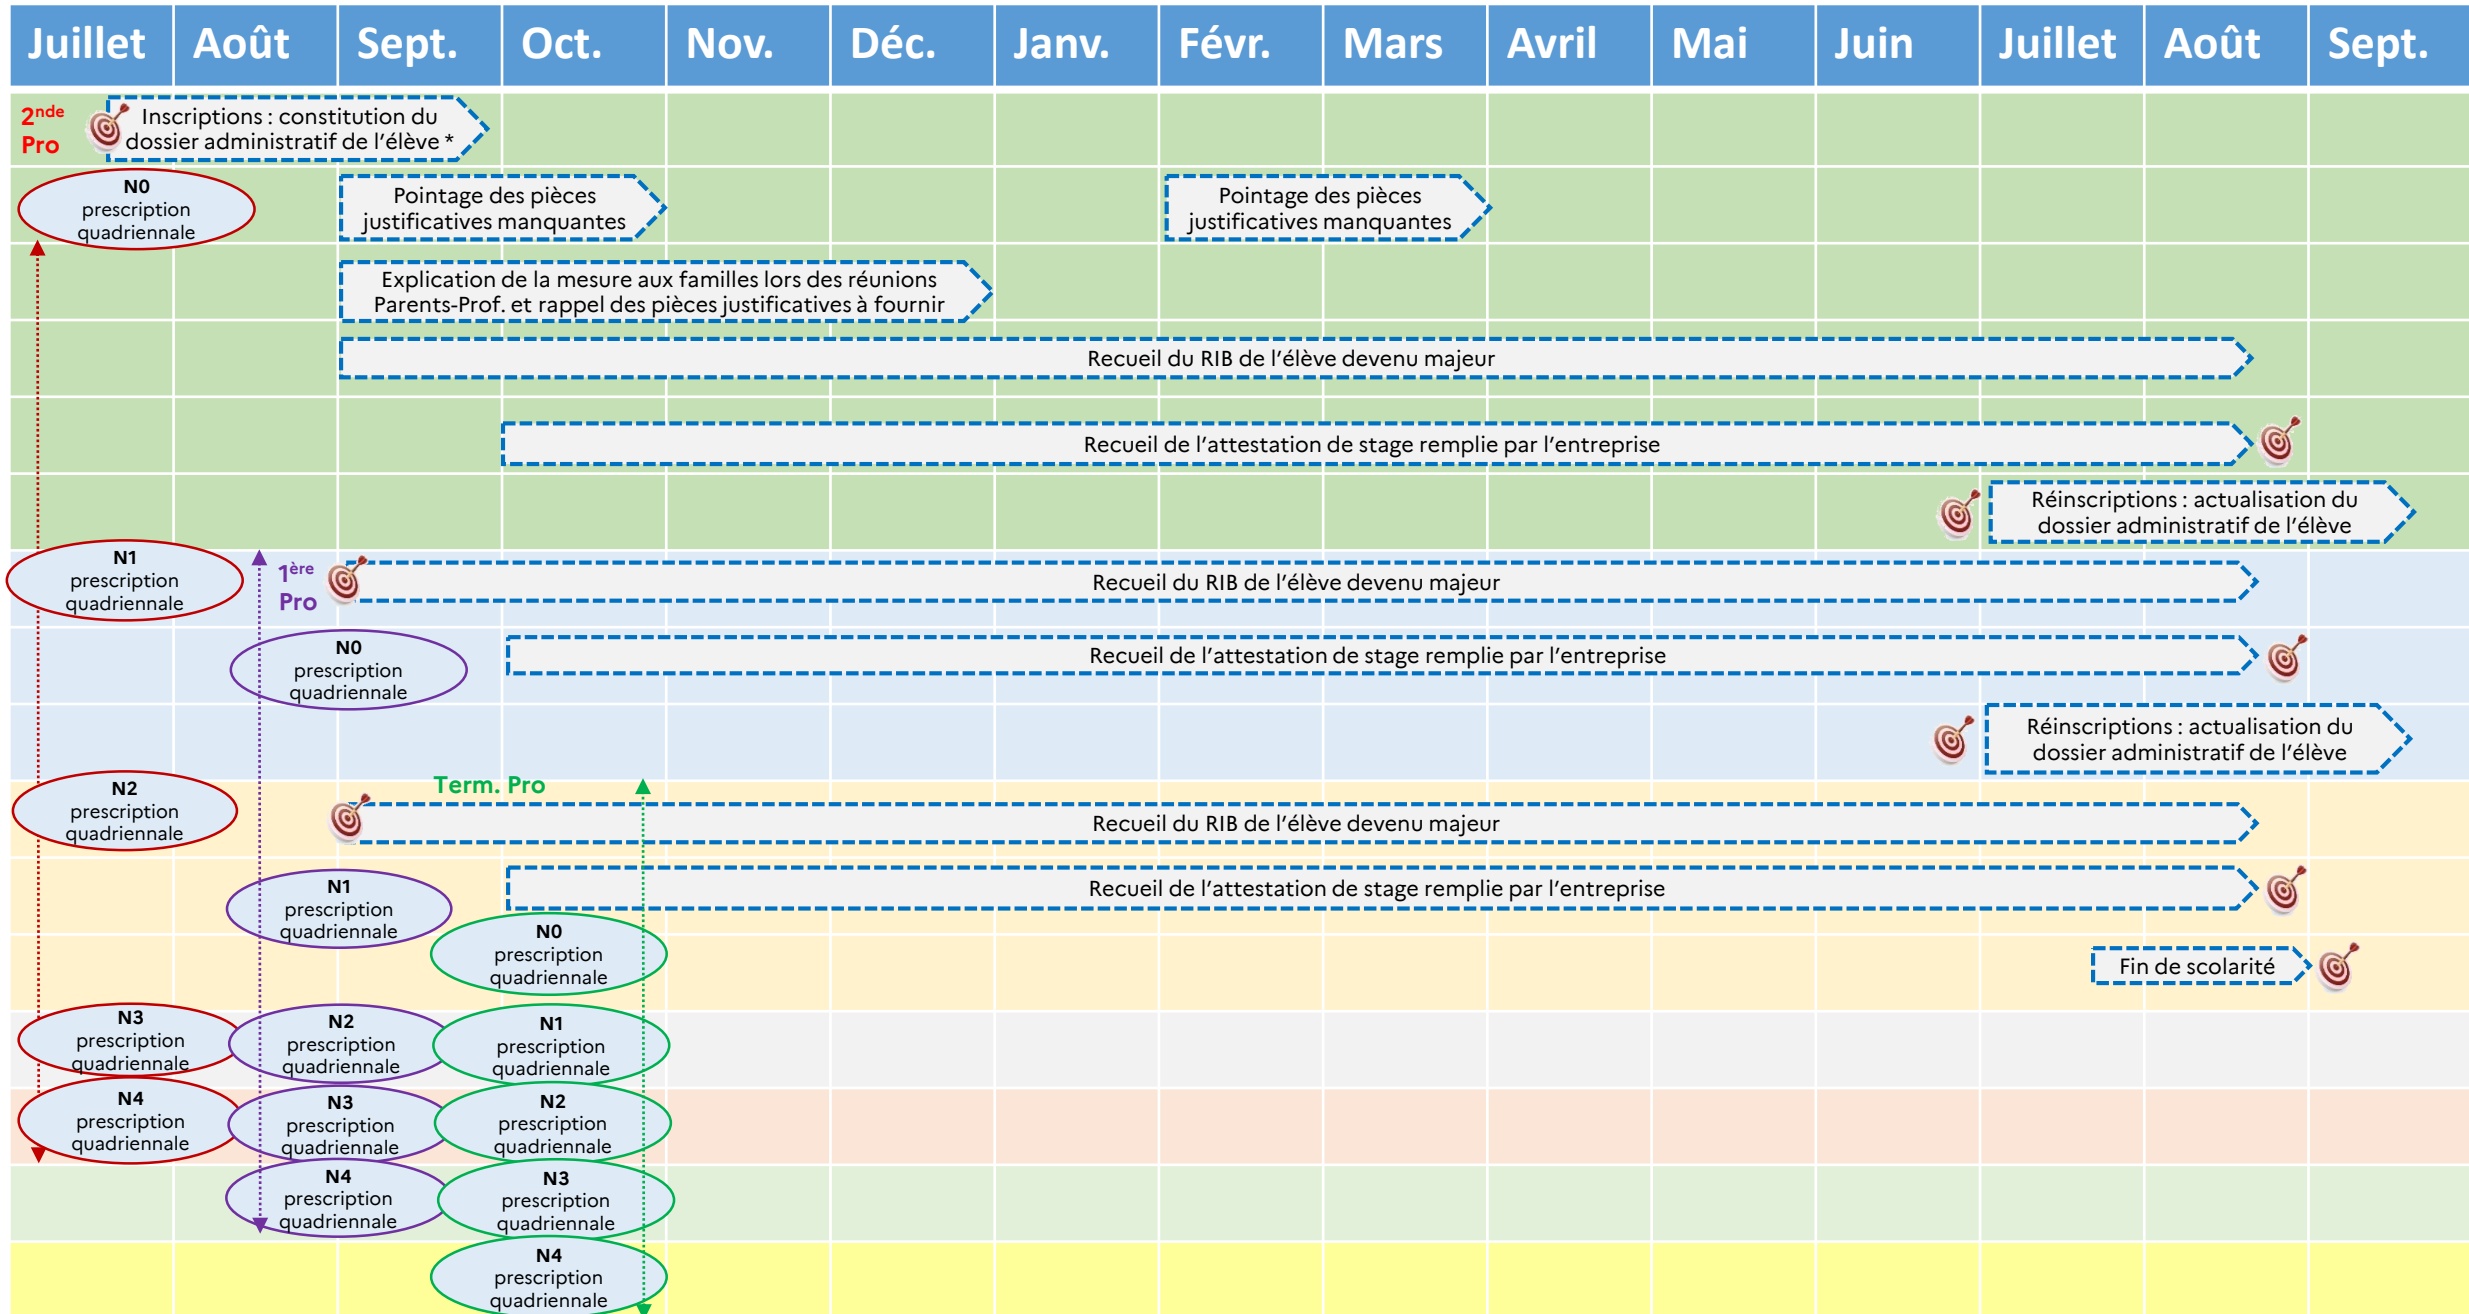 Juillet Août Sept. Oct. Nov. Déc. Janv. Févr. Mars Avril Mai Juin Juillet Août Sept.
2nde
Pro
Inscriptions : constitution du
dossier administratif de l'élève *
N0
prescription
quadriennale
Pointage des pièces
justificatives manquantes
Pointage des pièces
justificatives manquantes
Explication de la mesure aux familles lors des réunions
Parents-Prof. et rappel des pièces justificatives à fournir
Recueil du RIB de l'élève devenu majeur
Recueil de l'attestation de stage remplie par l'entreprise
Réinscriptions : actualisation du
dossier administratif de l'élève
N1
prescription
quadriennale
1ère
Pro
Recueil du RIB de l'élève devenu majeur
N0
prescription
quadriennale
Recueil de l'attestation de stage remplie par l'entreprise
Réinscriptions : actualisation du
dossier administratif de l'élève
N2
prescription
quadriennale
Term. Pro
Recueil du RIB de l'élève devenu majeur
N1
prescription
quadriennale
Recueil de l'attestation de stage remplie par l'entreprise
N0
prescription
quadriennale
Fin de scolarité
N3
prescription
quadriennale
N2
prescription
quadriennale
N1
prescription
quadriennale
N4
prescription
quadriennale
N3
prescription
quadriennale
N2
prescription
quadriennale
N4
prescription
quadriennale
N3
prescription
quadriennale
N4
prescription
quadriennale